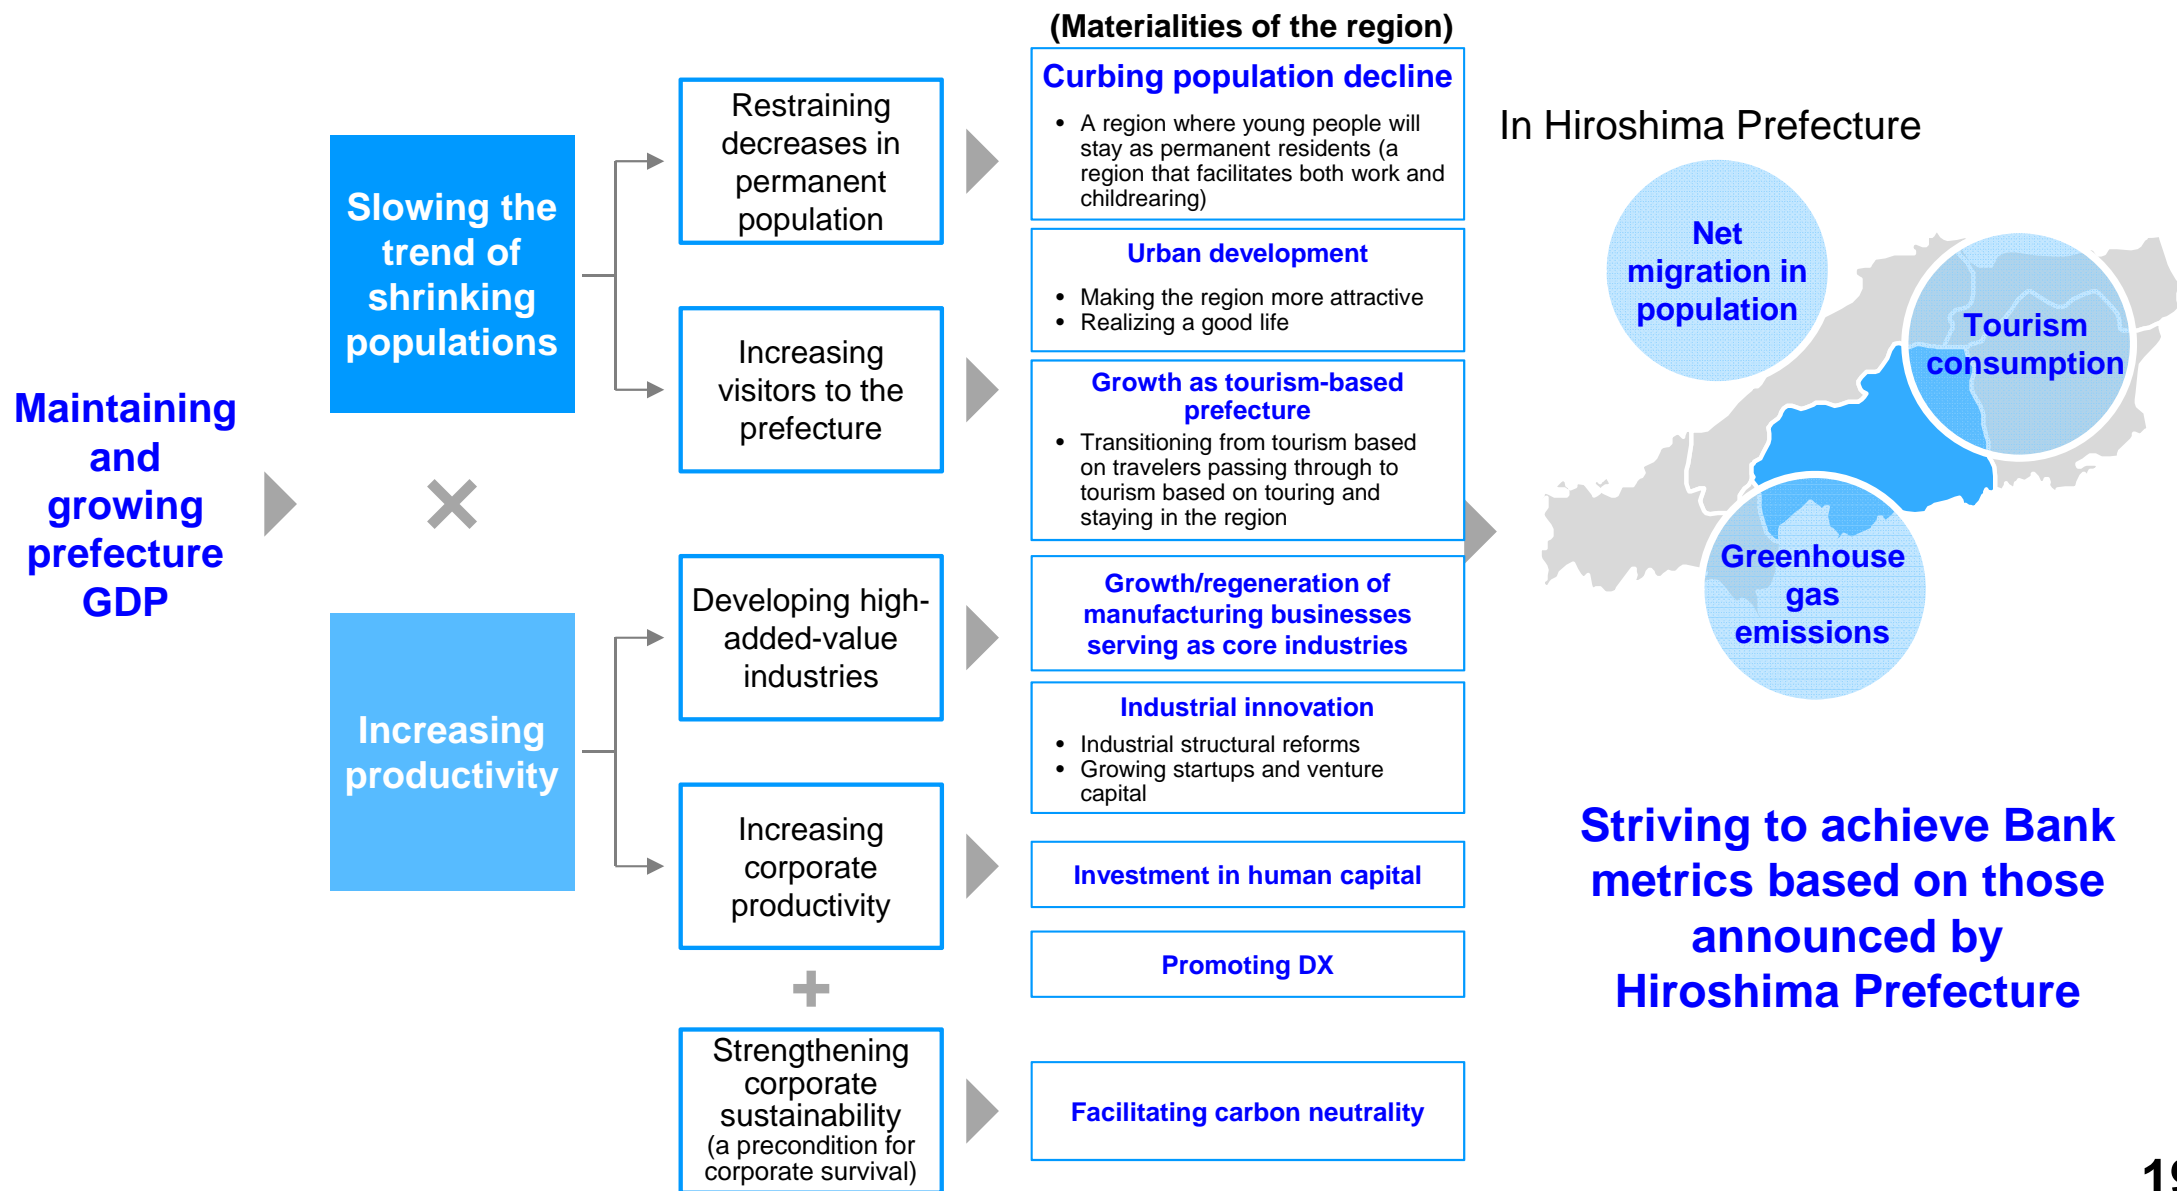 (Materialities of the region)
Maintaining
and
growing
prefecture
GDP
Slowing the
trend of
shrinking
populations
×
Increasing
productivity
Restraining
decreases in
permanent
population
Increasing
visitors to the
prefecture
Developing high-
added-value
industries
Increasing
corporate
productivity
+
Strengthening
corporate
sustainability
(a precondition for
corporate survival)
Curbing population decline
• A region where young people will
stay as permanent residents (a
region that facilitates both work and
childrearing)
Urban development
• Making the region more attractive
• Realizing a good life
Growth as tourism-based
prefecture
• Transitioning from tourism based
on travelers passing through to
tourism based on touring and
staying in the region
Growth/regeneration of
manufacturing businesses
serving as core industries
Industrial innovation
• Industrial structural reforms
• Growing startups and venture
capital
Investment in human capital
Promoting DX
Facilitating carbon neutrality
In Hiroshima Prefecture
Net
migration in
population
Tourism
consumption
Greenhouse
gas
emissions
Striving to achieve Bank
metrics based on those
announced by
Hiroshima Prefecture
19